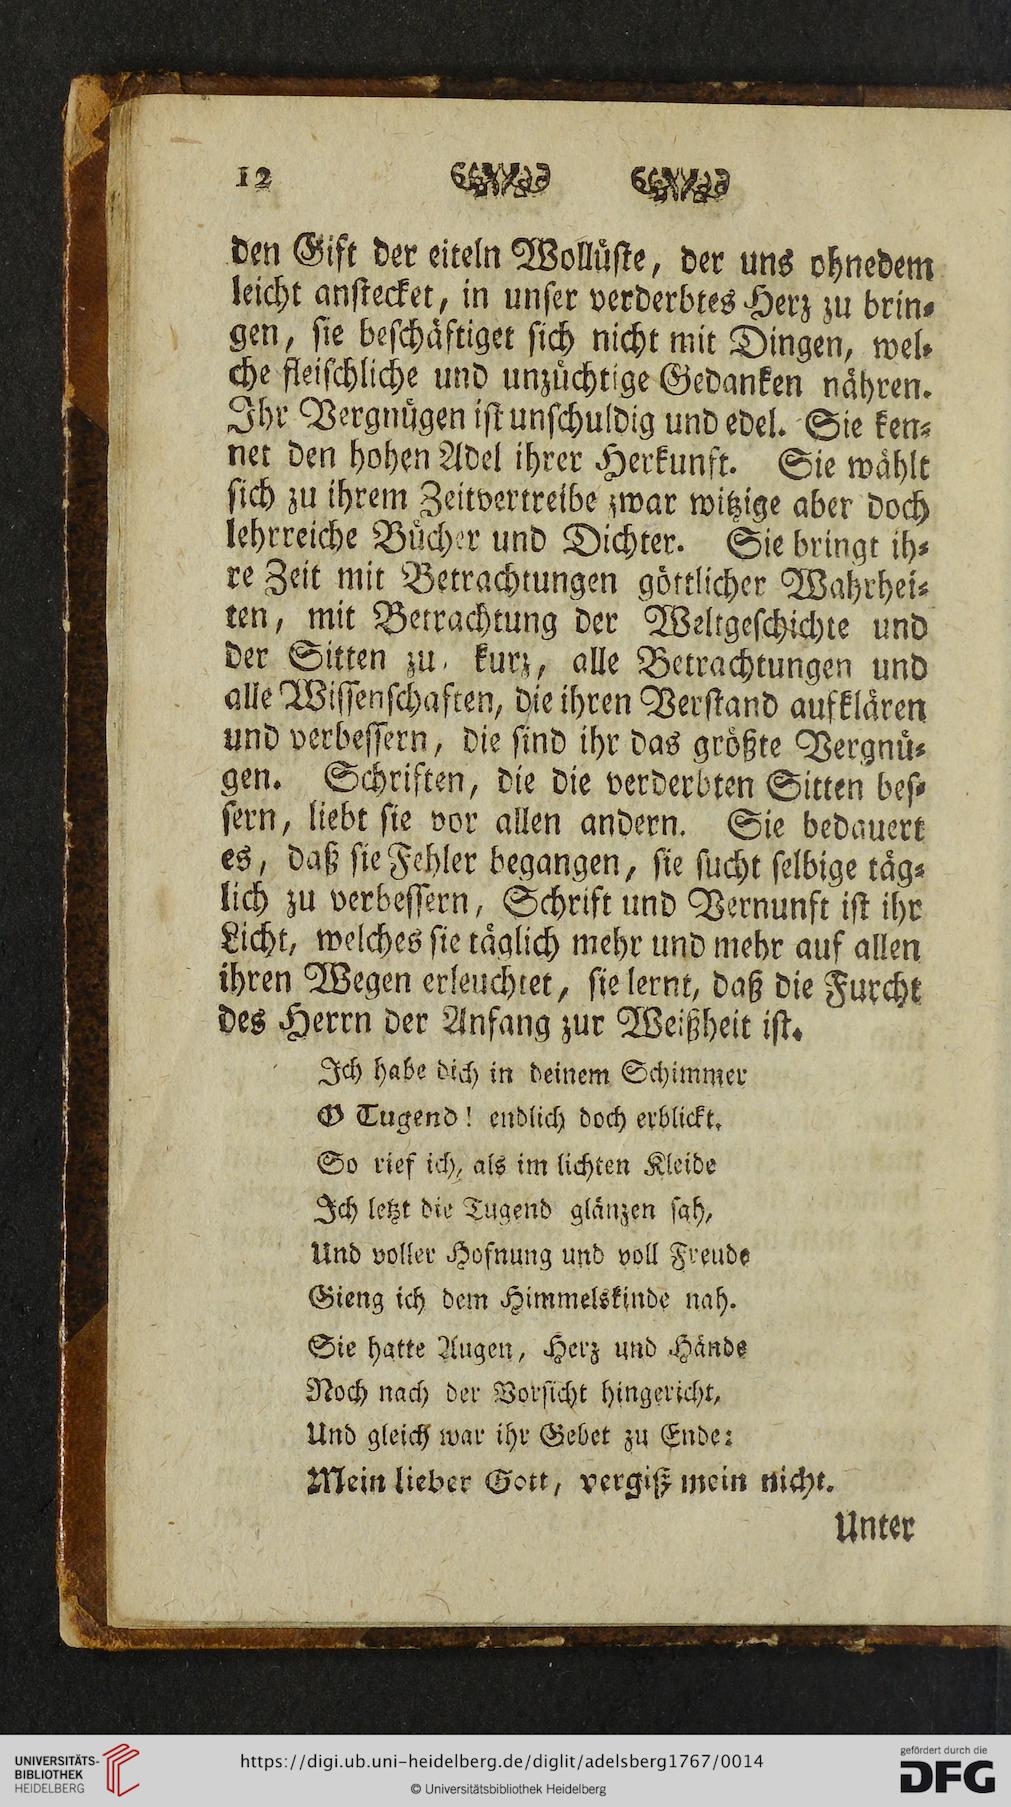 12
den Gift der eiteln Wollüste, der uns ohnedem
leicht anstecket, in unser verderbtes Herz zu brin-
gen, sie beschäftiget sich nicht mit Dingen, wel-
che fleischliche und unzüchtige Gedanken nähren.
Ihr Vergnügen ist unschuldig und edel. Sie ken-
net den hohen Adel ihrer Herkunft. Sie wählt
sich zu ihrem Zeitvertreibe zwar witzige aber doch
lehrreiche Bücher und Dichter. Sie bringt ih-
re Zeit mit Betrachtungen göttlicher Wahrhei-
ten, mit Betrachtung der Weltgeschichte und
der Sitten zu. kurz, alle Betrachtungen und
alle Wissenschaften, die ihren Verstand aufklären
und verbessern, die sind ihr das größte Vergnü-
gen. Schriften, die die verderbten Sitten bes-
sern, liebt sie vor allen andern. Sie bedauert
es, daß sie Fehler begangen, sie sucht selbige täg-
lich zu verbessern, Schrift und Vernunft ist ihr
Licht, welches sie täglich mehr und mehr auf allen
ihren Wegen erleuchtet, sie lernt, daß die Furcht
des Herrn der Anfang zur Weißheit ist.
Ich habe dich in deinem Schimmer
O Tugend! endlich doch erblickt.
So rief ich, als im lichten Kleide
Ich letzt die Tugend glänzen sah,
Und voller Hofnung und voll Freude
Gieng ich dem Himmelskinde nah.
Sie hatte Augen, Herz und Hände
Noch nach der Vorsicht hingericht,
Und gleich war ihr Gebet zu Ende:
Mein lieber Gott, vergiß mein nicht.
Unter
UNIVERSITÄTS-
BIBLIOTHEK
HEIDELBERG
https://digi.ub.uni-heidelberg.de/diglit/adelsberg1767/0014
© Universitätsbibliothek Heidelberg
gefördert durch die
DFG